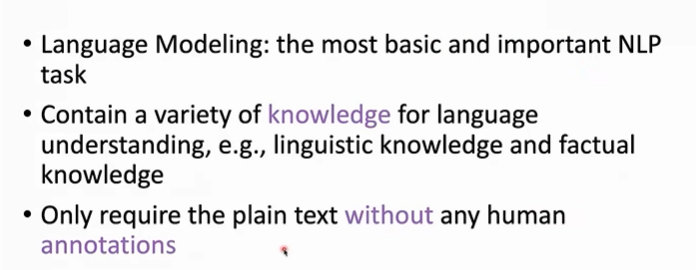 • Language Modeling: the most basic and important NLP
task
• Contain a variety of knowledge for language
understanding, e.g., linguistic knowledge and factual
knowledge
• Only require the plain text without any human
annotations